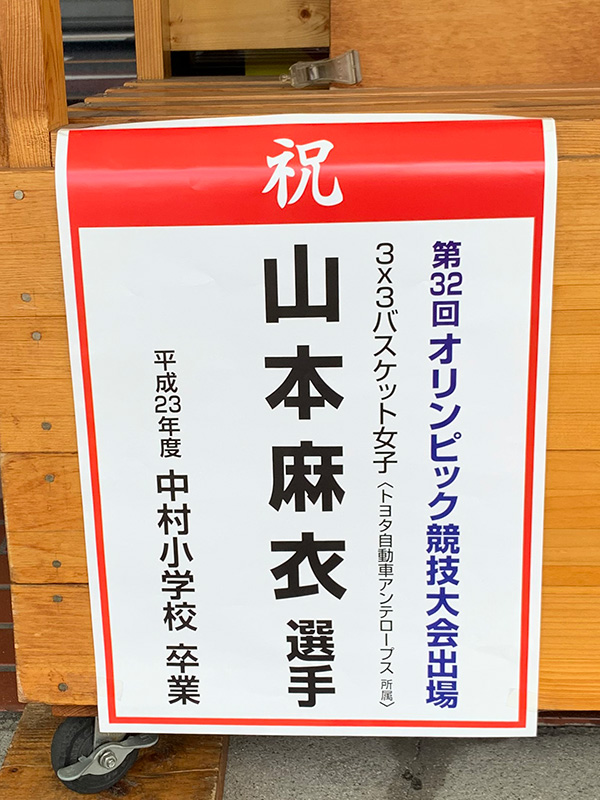 祝
第32回オリンピック競技大会出場
3x3バスケット女子〈トヨタ自動車アンテロープス 所属〉
山本麻衣 選手
平成23年度 中村小学校 卒業